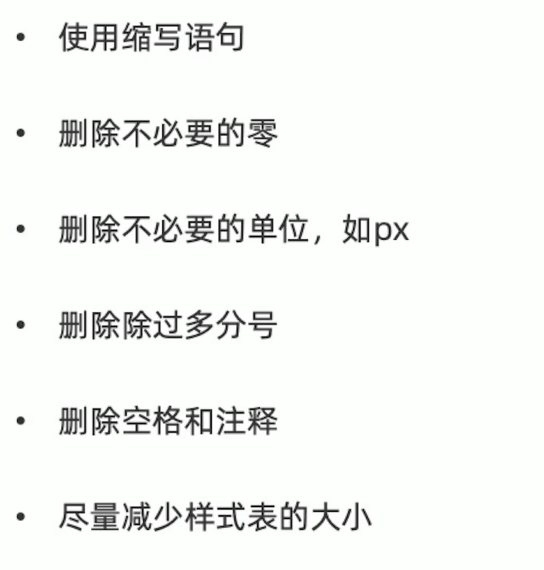 • 使用缩写语句
• 删除不必要的零
• 删除不必要的单位，如px
• 删除除过多分号
• 删除空格和注释
• 尽量减少样式表的大小